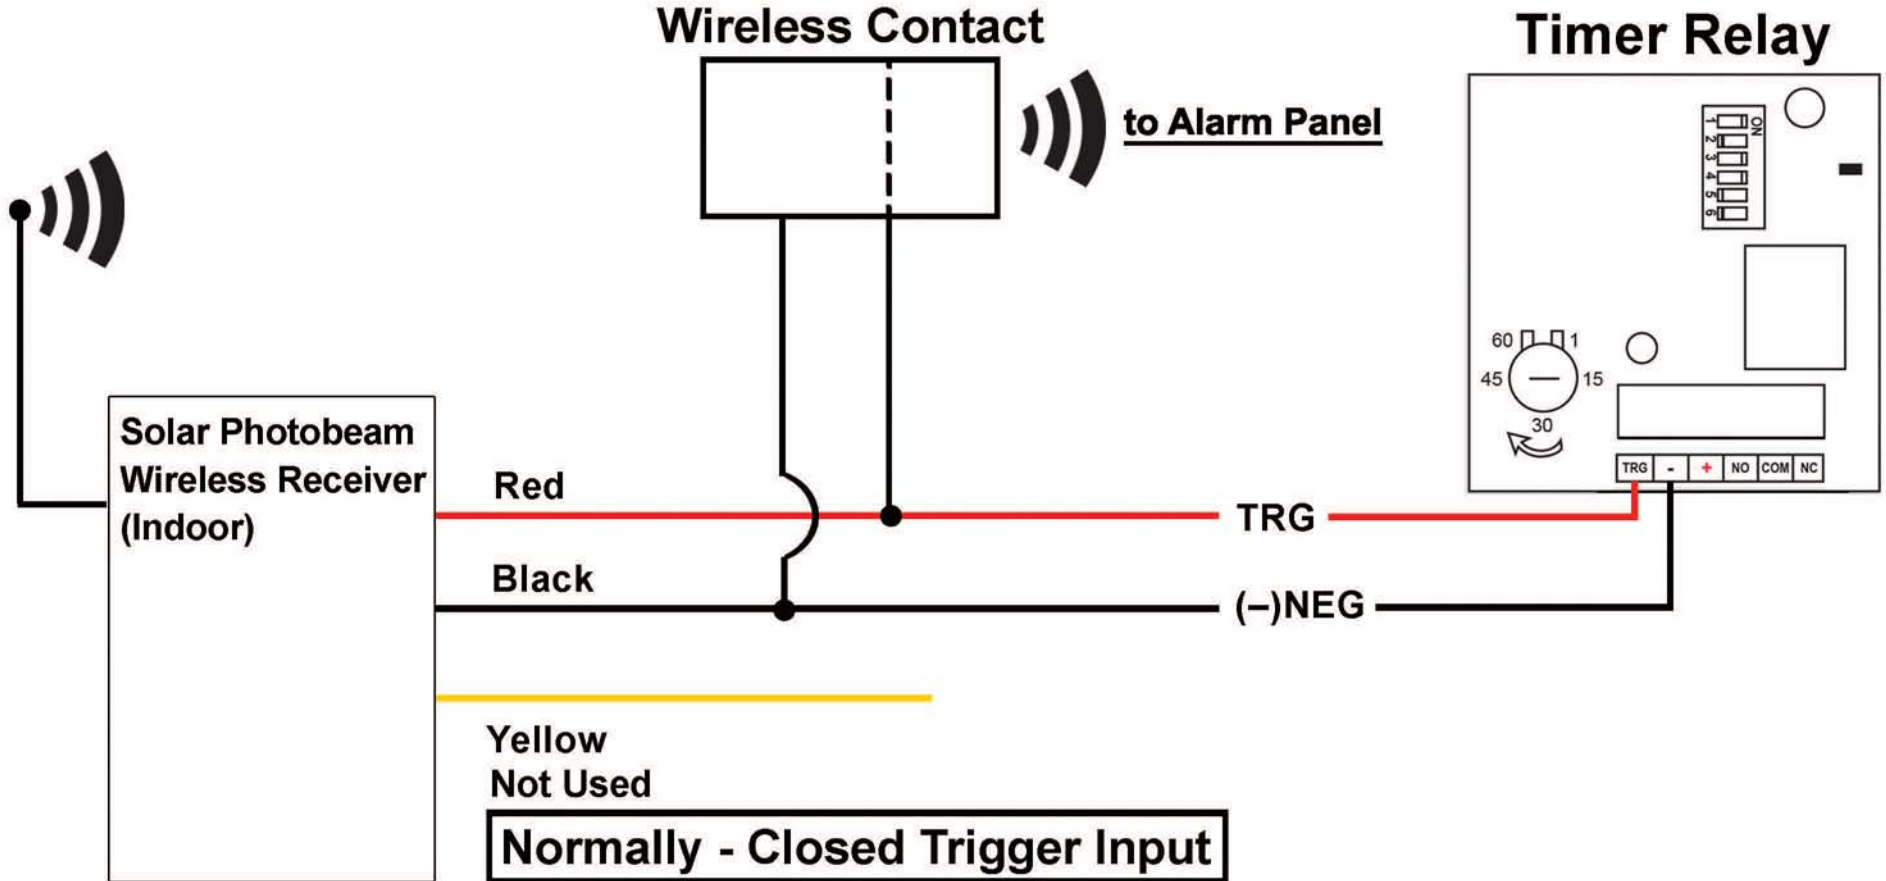 Wireless Contact
Timer Relay
to Alarm Panel
ON
1
2
3
4
5
6
60
1
45
15
30
Solar Photobeam
Wireless Receiver
(Indoor)
TRG
-
+
NO
COM
NC
Red
TRG
Black
(–)NEG
Yellow
Not Used
Normally - Closed Trigger Input